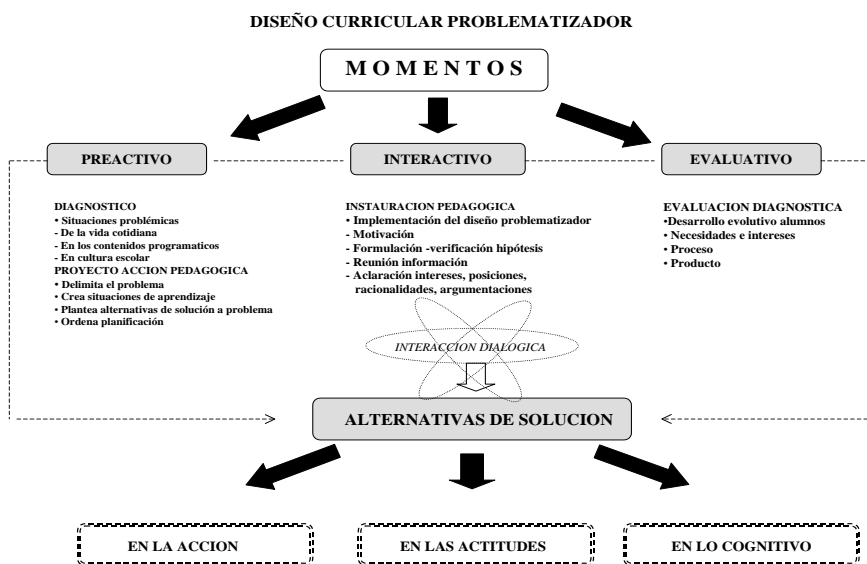 DISEÑO CURRICULAR PROBLEMATIZADOR
M O M E N T O S
PREACTIVO
INTERACTIVO
EVALUATIVO
DIAGNOSTICO
• Situaciones problémicas
- De la vida cotidiana
- En los contenidos programaticos
- En cultura escolar
PROYECTO ACCION PEDAGOGICA
• Delimita el problema
• Crea situaciones de aprendizaje
• Plantea alternativas de solución a problema
• Ordena planificación
INSTAURACION PEDAGOGICA
• Implementación del diseño problematizador
- Motivación
- Formulación -verificación hipótesis
- Reunión información
- Aclaración intereses, posiciones,
racionalidades, argumentaciones
EVALUACION DIAGNOSTICA
•Desarrollo evolutivo alumnos
• Necesidades e intereses
• Proceso
• Producto
INTERACCION DIALOGICA
ALTERNATIVAS DE SOLUCION
EN LA ACCION
EN LAS ACTITUDES
EN LO COGNITIVO